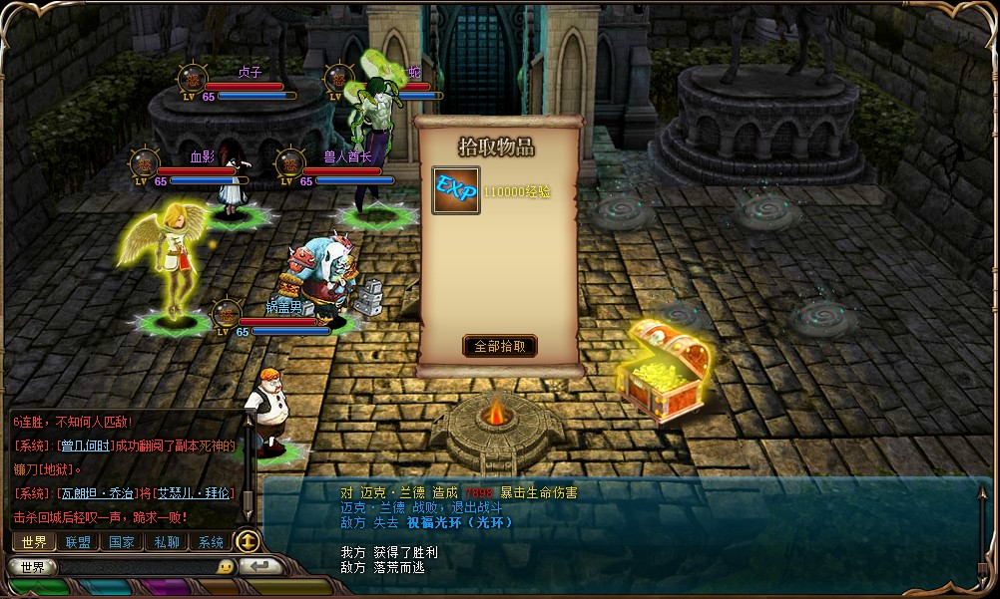 贞子
蛇
怒
怒
LV 65
LV
血影
兽人酋长
怒
怒
LV 65
LV 65
锅盖男
怒
LV 65
拾取物品
EXP
110000经验
全部拾取
6连胜，不知何人匹敌!
[系统]:[曾几何时]成功翻阅了副本死神的
镰刀[地狱]。
[系统]:[瓦朗坦·乔治]将[艾瑟儿·拜伦]
击杀回城后轻叹一声，跪求一败!
世界 联盟 国家 私聊 系统
世界
对 迈克·兰德 造成 7898 暴击生命伤害
迈克·兰德 战败，退出战斗
敌方 失去 祝福光环（光环）
我方 获得了胜利
敌方 落荒而逃